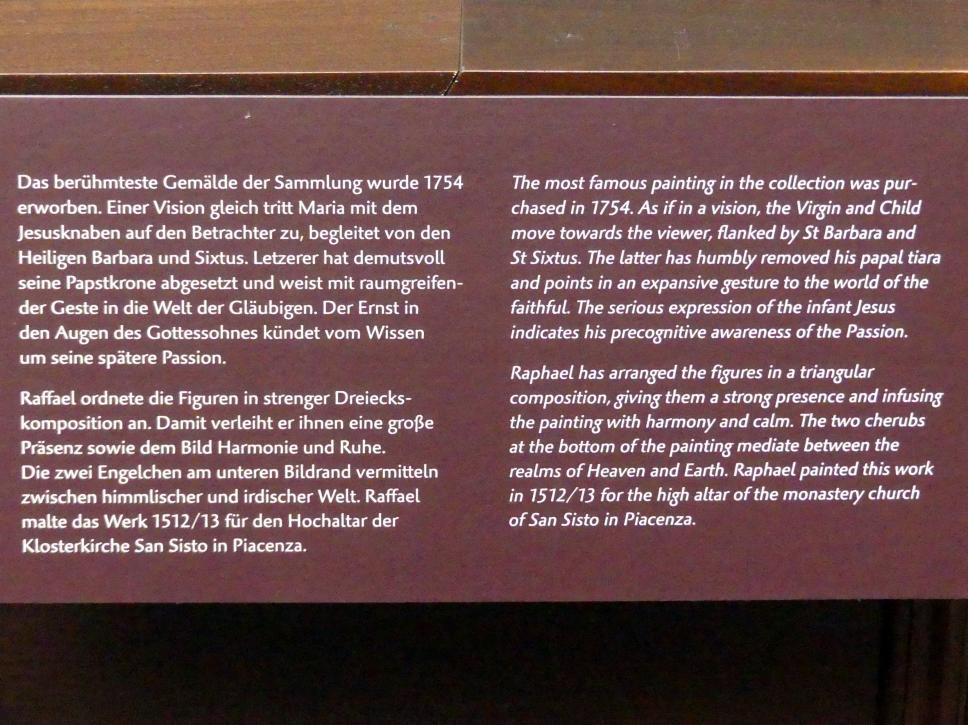 Das berühmteste Gemälde der Sammlung wurde 1754
erworben. Einer Vision gleich tritt Maria mit dem
Jesusknaben auf den Betrachter zu, begleitet von den
Heiligen Barbara und Sixtus. Letzerer hat demutsvoll
seine Papstkrone abgesetzt und weist mit raumgreifen-
der Geste in die Welt der Gläubigen. Der Ernst in
den Augen des Gottessohnes kündet vom Wissen
um seine spätere Passion.
Raffael ordnete die Figuren in strenger Dreiecks-
komposition an. Damit verleiht er ihnen eine große
Präsenz sowie dem Bild Harmonie und Ruhe.
Die zwei Engelchen am unteren Bildrand vermitteln
zwischen himmlischer und irdischer Welt. Raffael
malte das Werk 1512/13 für den Hochaltar der
Klosterkirche San Sisto in Piacenza.
The most famous painting in the collection was pur-
chased in 1754. As if in a vision, the Virgin and Child
move towards the viewer, flanked by St Barbara and
St Sixtus. The latter has humbly removed his papal tiara
and points in an expansive gesture to the world of the
faithful. The serious expression of the infant Jesus
indicates his precognitive awareness of the Passion.
Raphael has arranged the figures in a triangular
composition, giving them a strong presence and infusing
the painting with harmony and calm. The two cherubs
at the bottom of the painting mediate between the
realms of Heaven and Earth. Raphael painted this work
in 1512/13 for the high altar of the monastery church
of San Sisto in Piacenza.